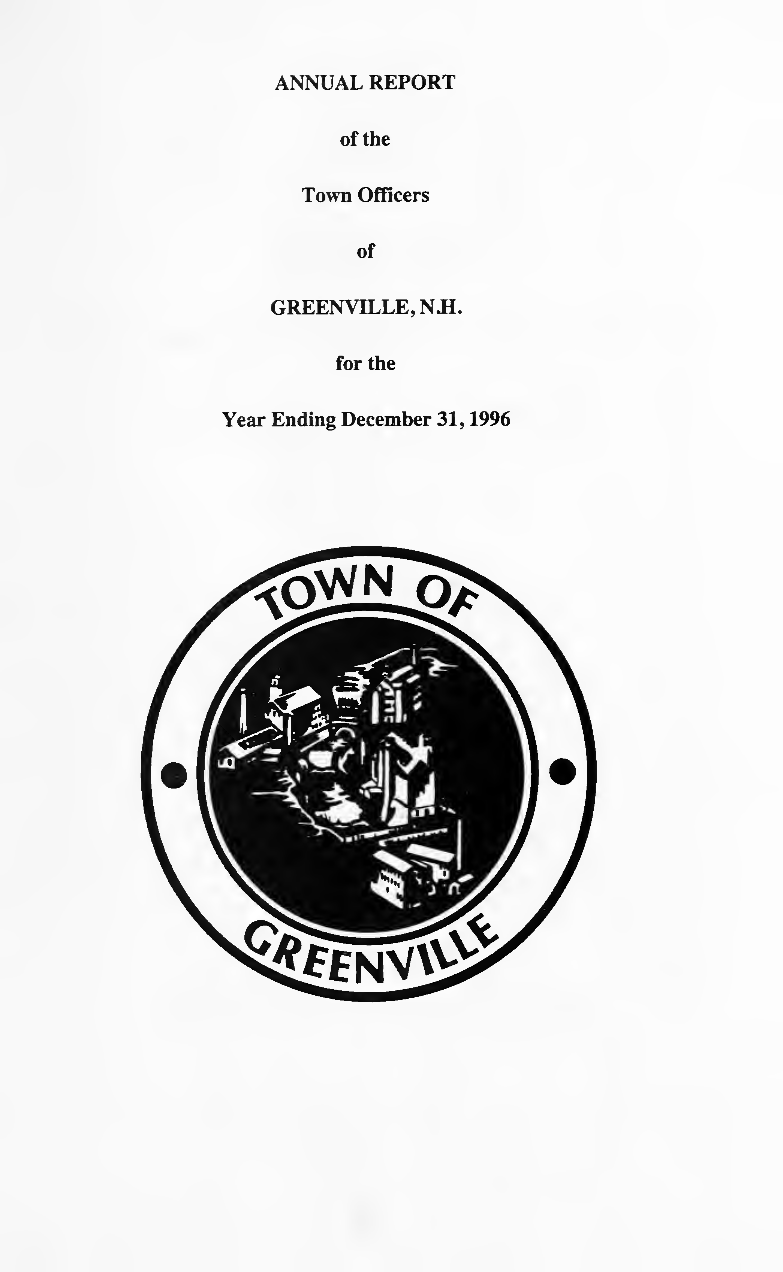 ANNUAL REPORT
of the
Town Officers
of
GREENVILLE, N.H.
for the
Year Ending December 31, 1996
TOWN OF
GREENVILLE